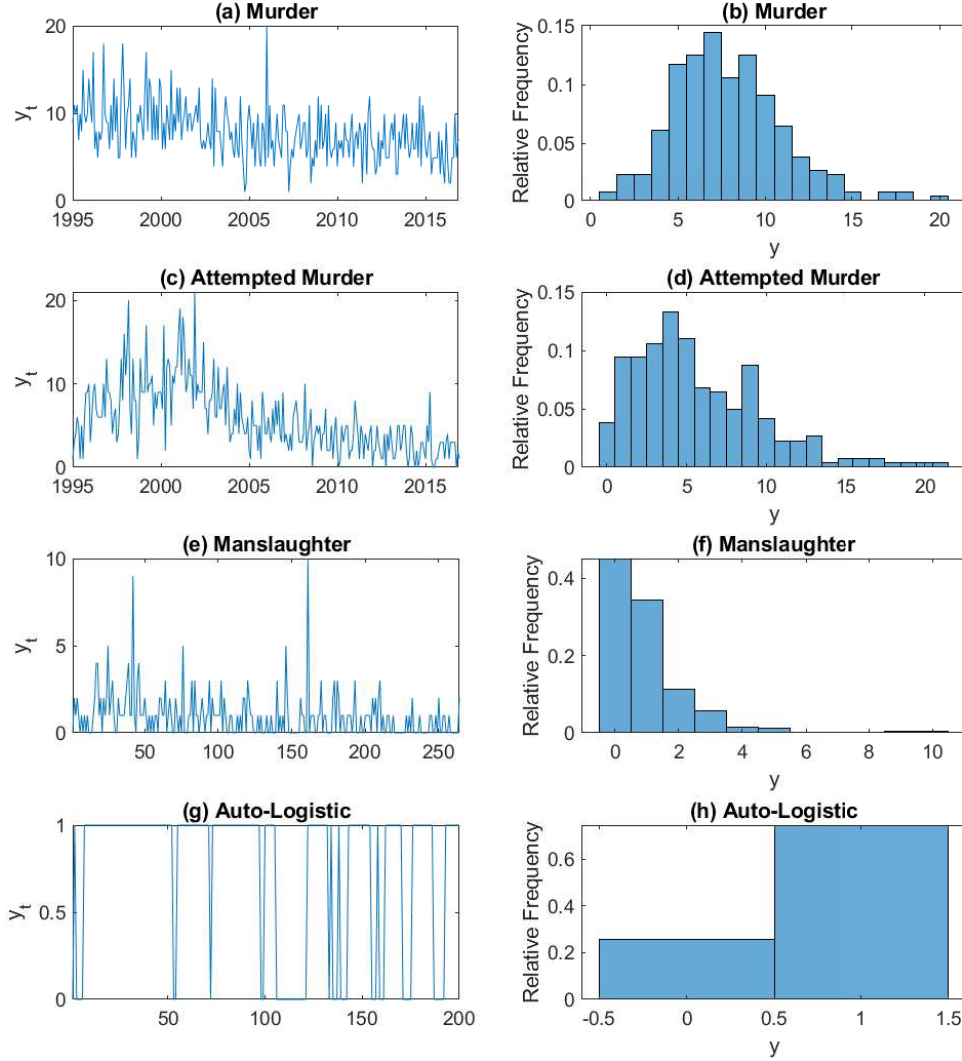 (a) Murder
20
10
0
y_t
1995 2000 2005 2010 2015
(b) Murder
0.15
0.1
0.05
0
Relative Frequency
0 5 10 15 20
y
(c) Attempted Murder
20
10
0
y_t
1995 2000 2005 2010 2015
(d) Attempted Murder
0.15
0.1
0.05
0
Relative Frequency
0 5 10 15 20
y
(e) Manslaughter
10
5
0
y_t
50 100 150 200 250
(f) Manslaughter
0.4
0.2
0
Relative Frequency
0 2 4 6 8 10
y
(g) Auto-Logistic
1
0.5
0
y_t
50 100 150 200
(h) Auto-Logistic
0.6
0.4
0.2
0
Relative Frequency
-0.5 0 0.5 1 1.5
y